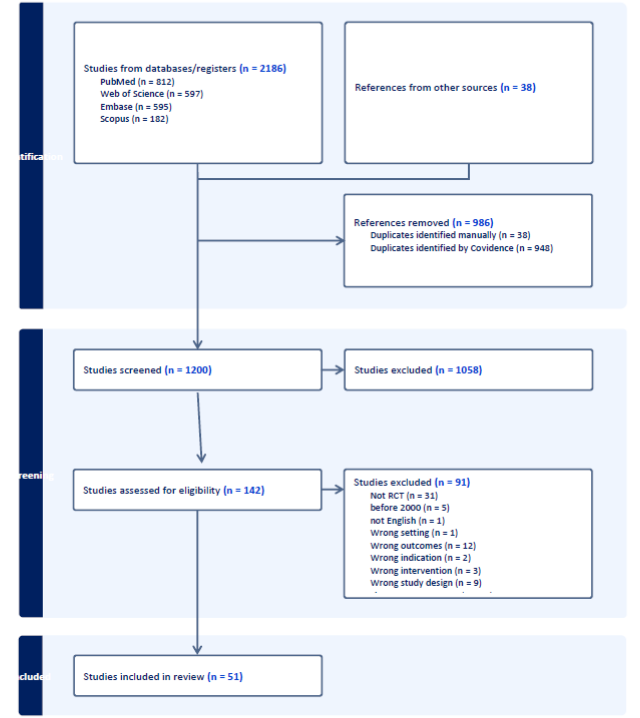 Studies from databases/registers (n = 2186)
PubMed (n = 812)
Web of Science (n = 597)
Embase (n = 595)
Scopus (n = 182)
References from other sources (n = 38)
tification
References removed (n = 986)
Duplicates identified manually (n = 38)
Duplicates identified by Covidence (n = 948)
Studies screened (n = 1200)
Studies excluded (n = 1058)
reening
Studies assessed for eligibility (n = 142)
Studies excluded (n = 91)
Not RCT (n = 31)
before 2000 (n = 5)
not English (n = 1)
Wrong setting (n = 1)
Wrong outcomes (n = 12)
Wrong indication (n = 2)
Wrong intervention (n = 3)
Wrong study design (n = 9)
cluded
Studies included in review (n = 51)